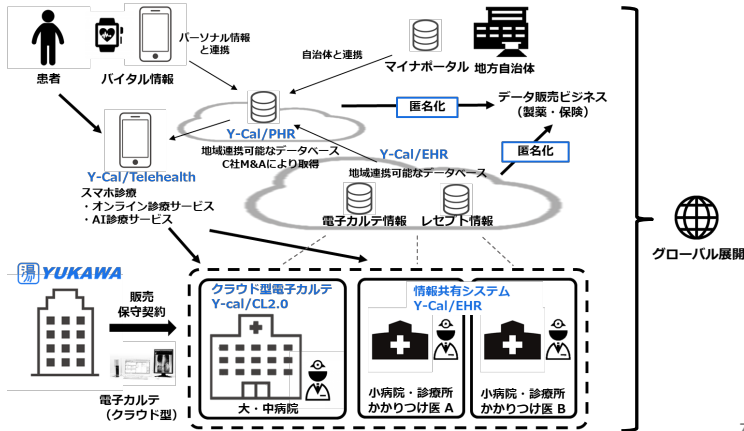 パーソナル情報
と連携
自治体と連携
患者
バイタル情報
マイナポータル
地方自治体
匿名化
データ販売ビジネス
（製薬・保険）
Y-Cal/PHR
地域連携可能なデータベース
C社M&Aにより取得
Y-Cal/EHR
地域連携可能なデータベース
匿名化
Y-Cal/Telehealth
スマホ診療
・オンライン診療サービス
・AI診療サービス
電子カルテ情報
レセプト情報
グローバル展開
湯 YUKAWA
販売
保守契約
電子カルテ
（クラウド型）
クラウド型電子カルテ
Y-cal/CL2.0
大・中病院
情報共有システム
Y-Cal/EHR
小病院・診療所
かかりつけ医 A
小病院・診療所
かかりつけ医 B